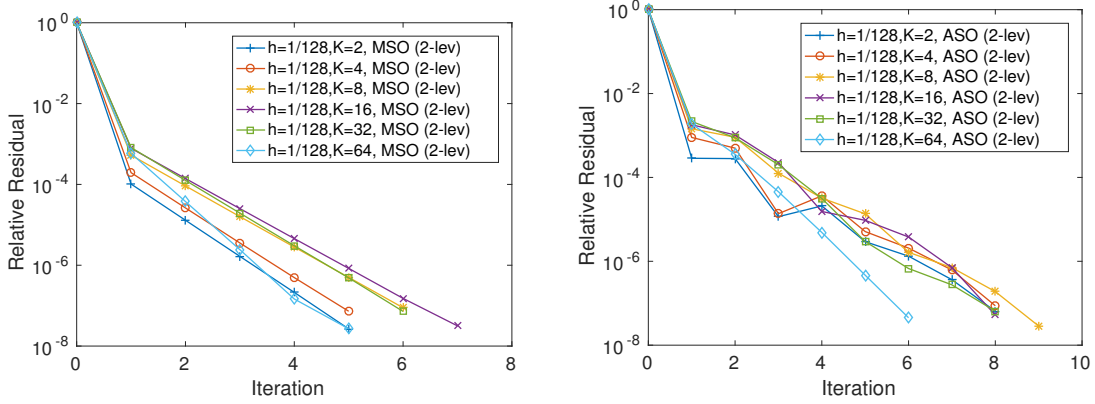 10^0
10^-2
10^-4
10^-6
10^-8
Relative Residual
0 2 4 6 8
Iteration
h=1/128,K=2, MSO (2-lev)
h=1/128,K=4, MSO (2-lev)
h=1/128,K=8, MSO (2-lev)
h=1/128,K=16, MSO (2-lev)
h=1/128,K=32, MSO (2-lev)
h=1/128,K=64, MSO (2-lev)
10^0
10^-2
10^-4
10^-6
10^-8
Relative Residual
0 2 4 6 8 10
Iteration
h=1/128,K=2, ASO (2-lev)
h=1/128,K=4, ASO (2-lev)
h=1/128,K=8, ASO (2-lev)
h=1/128,K=16, ASO (2-lev)
h=1/128,K=32, ASO (2-lev)
h=1/128,K=64, ASO (2-lev)